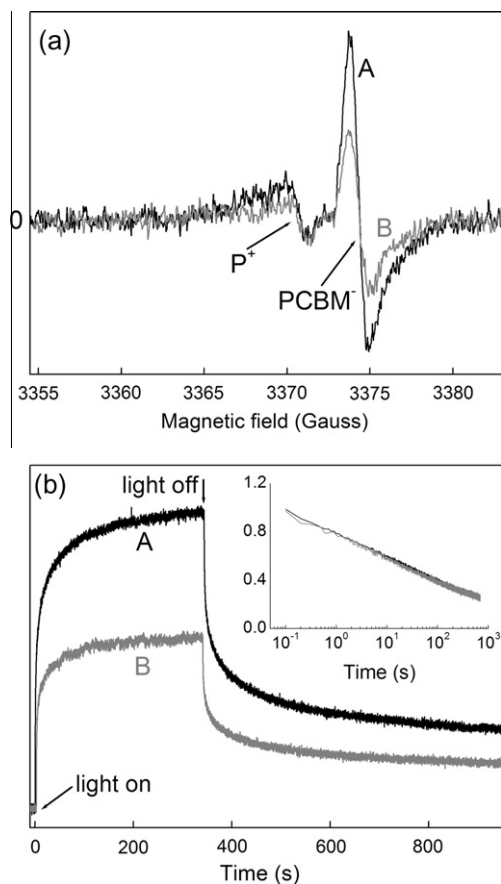 (a)
A
0
B
P+
PCBM-
3355 3360 3365 3370 3375 3380
Magnetic field (Gauss)
(b)
light off
A
B
light on
1.2
0.8
0.4
0.0
10-1 100 101 102 103
Time (s)
0 200 400 600 800
Time (s)